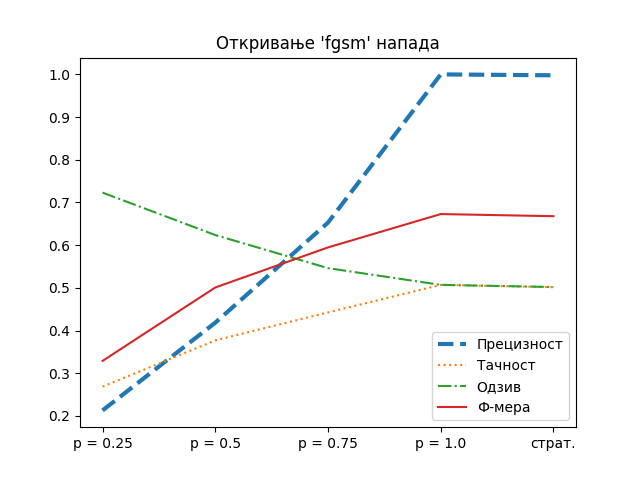 Откривање 'fgsm' напада
1.0
0.9
0.8
0.7
0.6
0.5
0.4
0.3
0.2
p = 0.25 p = 0.5 p = 0.75 p = 1.0 страт.
Прецизност
Тачност
Одзив
Ф-мера